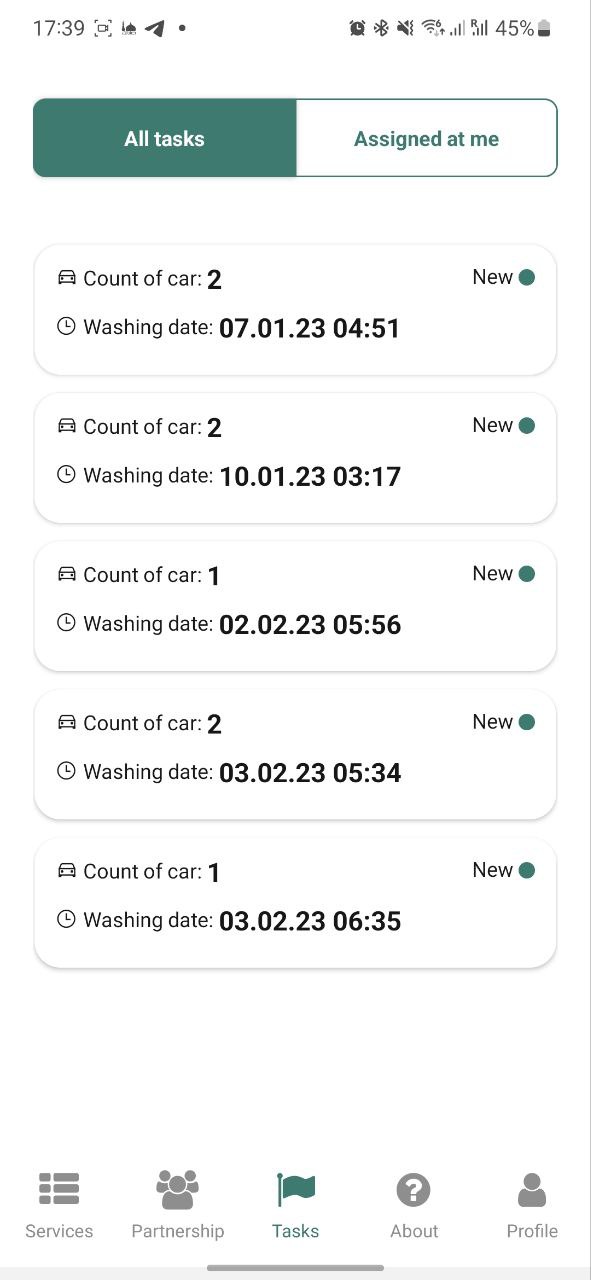 17:39 45%
All tasks Assigned at me
Count of car: 2 New
Washing date: 07.01.23 04:51
Count of car: 2 New
Washing date: 10.01.23 03:17
Count of car: 1 New
Washing date: 02.02.23 05:56
Count of car: 2 New
Washing date: 03.02.23 05:34
Count of car: 1 New
Washing date: 03.02.23 06:35
Services Partnership Tasks About Profile